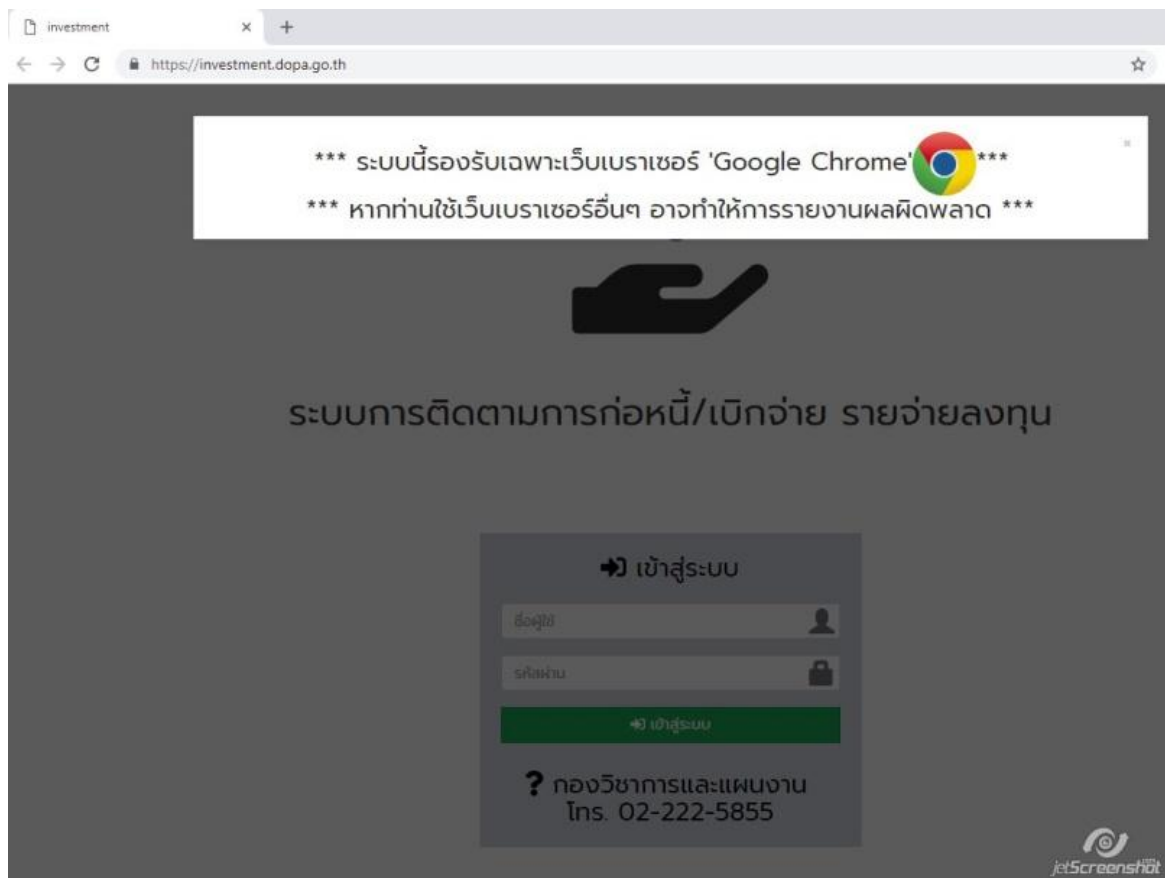 investment
https://investment.dopa.go.th
*** ระบบนี้รองรับเฉพาะเว็บเบราเซอร์ 'Google Chrome' ***
*** หากท่านใช้เว็บเบราเซอร์อื่นๆ อาจทำให้การรายงานผลผิดพลาด ***
ระบบการติดตามการก่อหนี้/เบิกจ่าย รายจ่ายลงทุน
เข้าสู่ระบบ
ชื่อผู้ใช้
รหัสผ่าน
เข้าสู่ระบบ
? กองวิชาการและแผนงาน
โทร. 02-222-5855
jetScreenshot